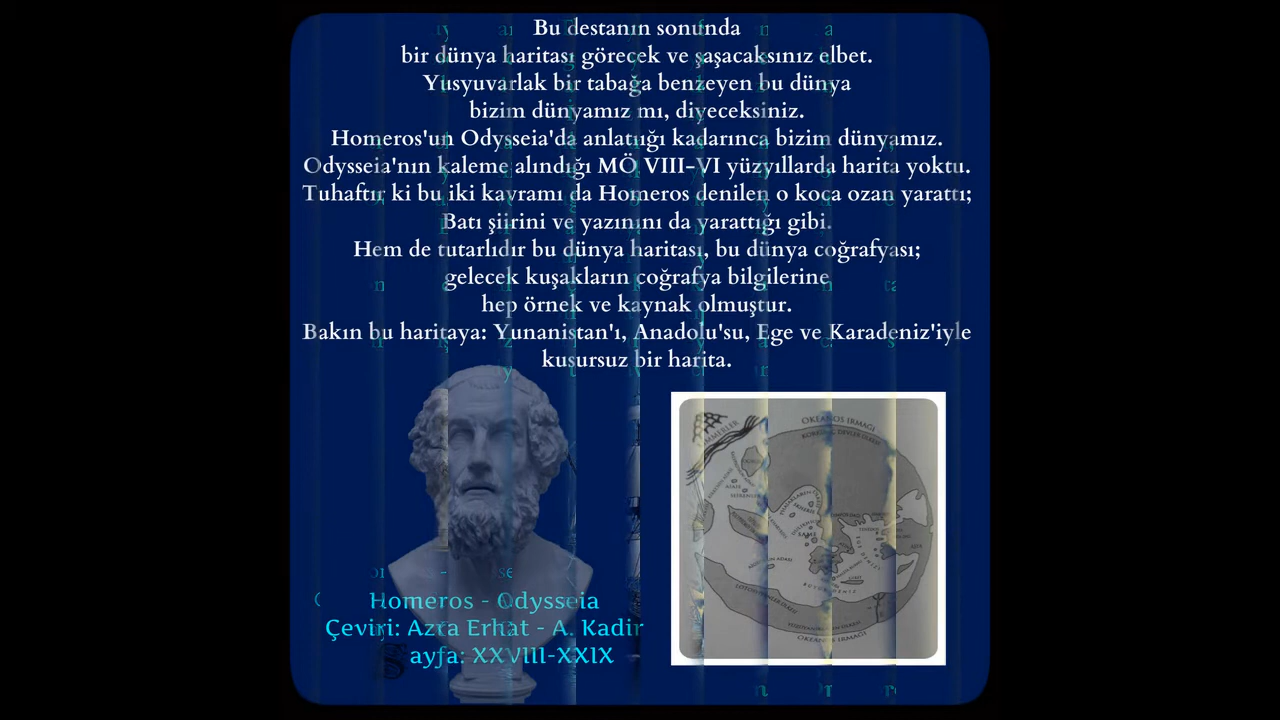 Bu destanın sonunda
bir dünya haritası görecek ve şaşacaksınız elbet.
Yusyuvarlak bir tabağa benzeyen bu dünya
bizim dünyamız mı, diyeceksiniz.
Homeros'un Odysseia'da anlattığı kadarınca bizim dünyamız.
Odysseia'nın kaleme alındığı MÖ VIII-VI yüzyıllarda harita yoktu.
Tuhaftır ki bu iki kavramı da Homeros denilen o koca ozan yarattı;
Batı şiirini ve yazınını da yarattığı gibi.
Hem de tutarlıdır bu dünya haritası, bu dünya coğrafyası;
gelecek kuşakların coğrafya bilgilerine
hep örnek ve kaynak olmuştur.
Bakın bu haritaya: Yunanistan'ı, Anadolu'su, Ege ve Karadeniz'iyle
kusursuz bir harita.
OKEANOS IRMAĞI
SAME
OKEANOS IRMAĞI
Homeros - Odysseia
Çeviri: Azra Erhat - A. Kadir
ayfa: XXVIII-XXIX